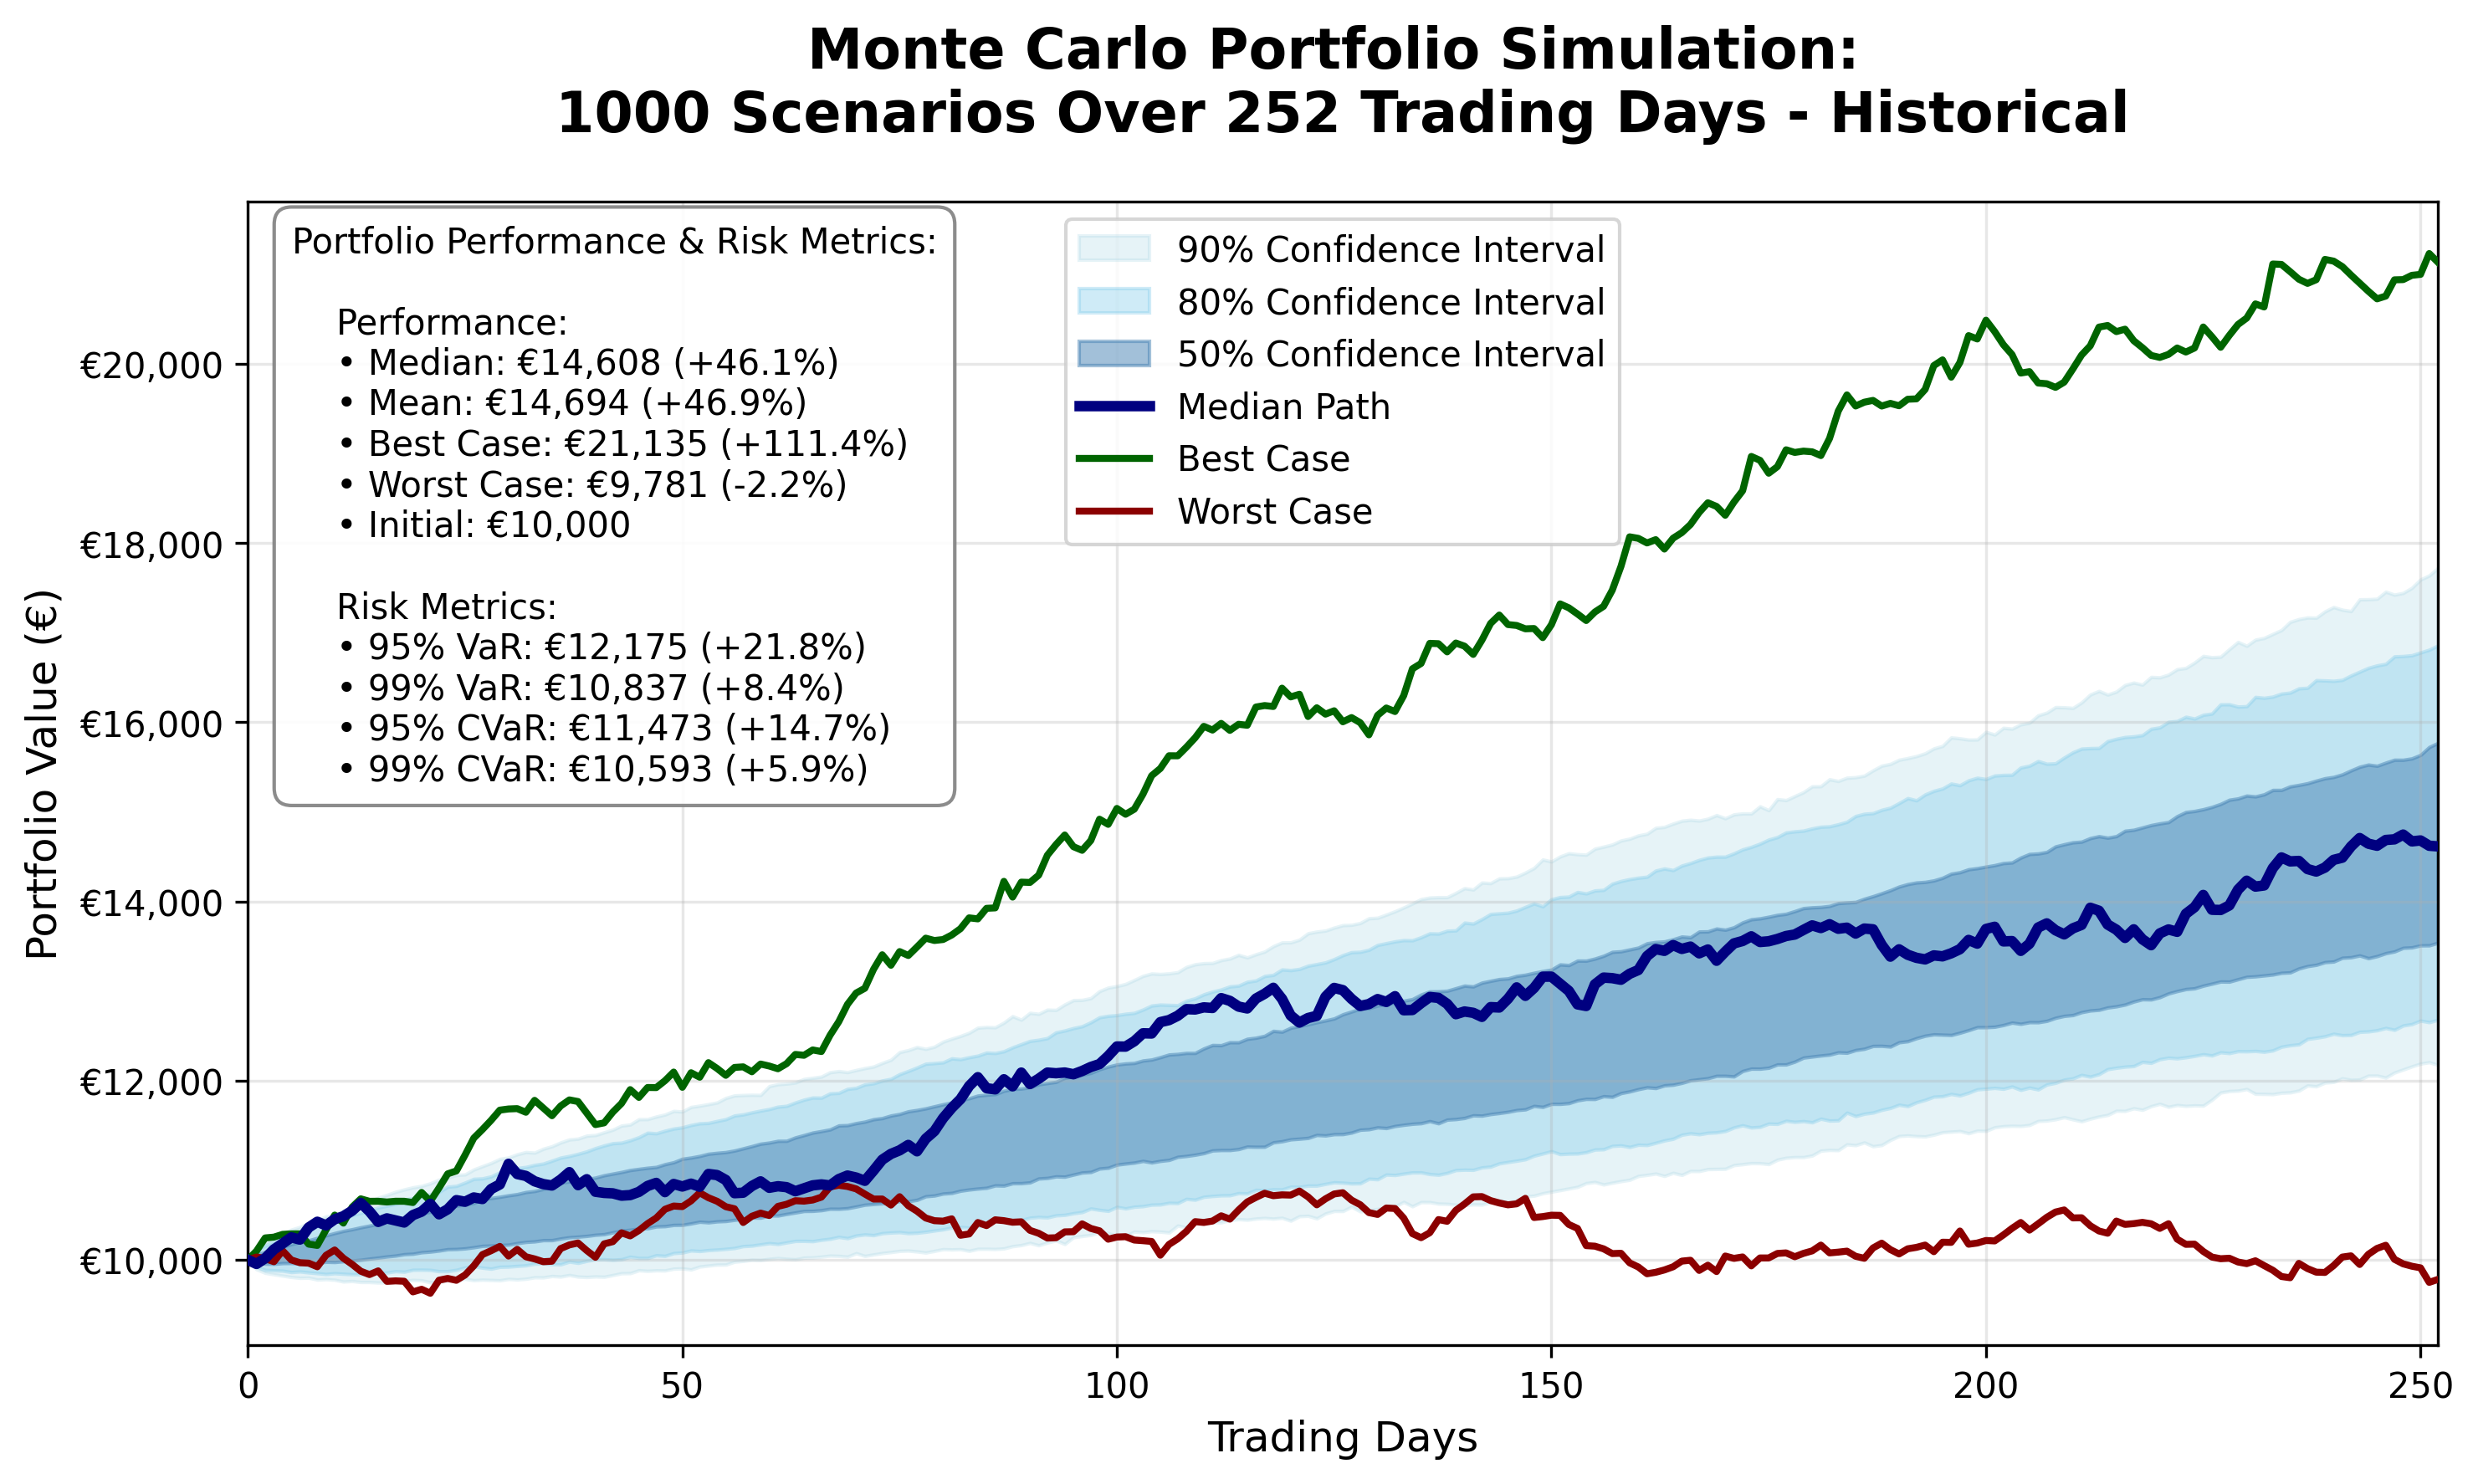 Monte Carlo Portfolio Simulation:
1000 Scenarios Over 252 Trading Days - Historical
Portfolio Performance & Risk Metrics:
Performance:
• Median: €14,608 (+46.1%)
• Mean: €14,694 (+46.9%)
• Best Case: €21,135 (+111.4%)
• Worst Case: €9,781 (-2.2%)
• Initial: €10,000
Risk Metrics:
• 95% VaR: €12,175 (+21.8%)
• 99% VaR: €10,837 (+8.4%)
• 95% CVaR: €11,473 (+14.7%)
• 99% CVaR: €10,593 (+5.9%)
90% Confidence Interval
80% Confidence Interval
50% Confidence Interval
Median Path
Best Case
Worst Case
Portfolio Value (€)
€20,000
€18,000
€16,000
€14,000
€12,000
€10,000
0 50 100 150 200 250
Trading Days